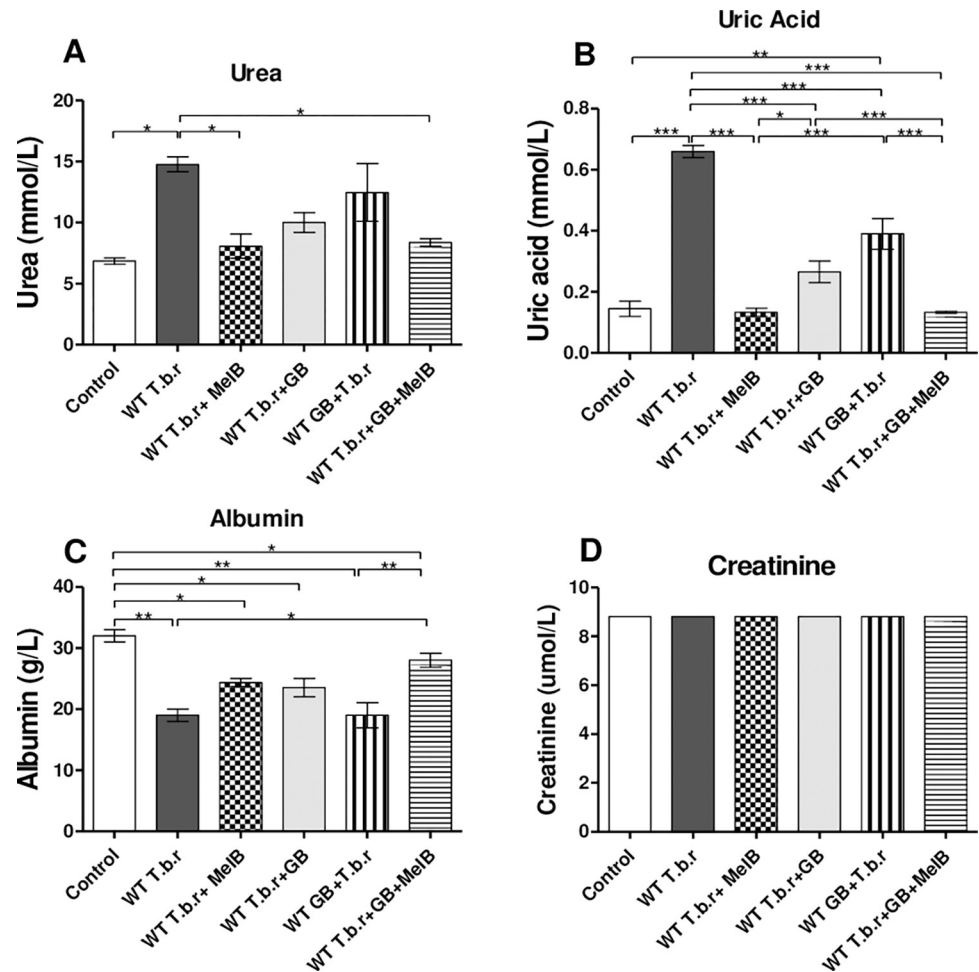 A
Urea
Urea (mmol/L)
20
15
10
5
0
*
*
*
Control
WT T.b.r
WT T.b.r+ MelB
WT T.b.r+GB
WT GB+T.b.r
WT T.b.r+GB+MelB
B
Uric Acid
Uric acid (mmol/L)
0.8
0.6
0.4
0.2
0.0
**
***
***
***
*
***
***
***
***
***
Control
WT T.b.r
WT T.b.r+ MelB
WT T.b.r+GB
WT GB+T.b.r
WT T.b.r+GB+MelB
C
Albumin
Albumin (g/L)
40
30
20
10
0
*
**
**
*
*
**
*
Control
WT T.b.r
WT T.b.r+ MelB
WT T.b.r+GB
WT GB+T.b.r
WT T.b.r+GB+MelB
D
Creatinine
Creatinine (umol/L)
10
8
6
4
2
0
Control
WT T.b.r
WT T.b.r+ MelB
WT T.b.r+GB
WT GB+T.b.r
WT T.b.r+GB+MelB